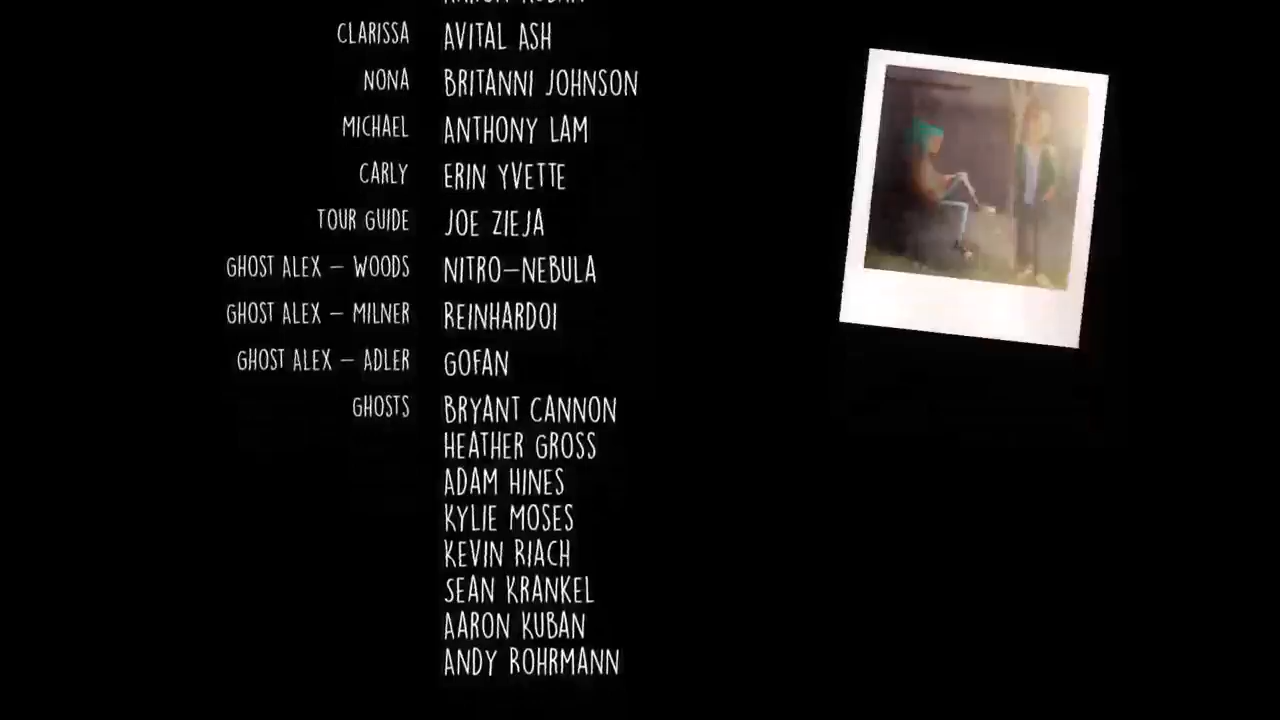 CLARISSA AVITAL ASH
NONA BRITANNI JOHNSON
MICHAEL ANTHONY LAM
CARLY ERIN YVETTE
TOUR GUIDE JOE ZIEJA
GHOST ALEX – WOODS NITRO–NEBULA
GHOST ALEX – MILNER REINHARDOI
GHOST ALEX – ADLER GOFAN
GHOSTS BRYANT CANNON
HEATHER GROSS
ADAM HINES
KYLIE MOSES
KEVIN RIACH
SEAN KRANKEL
AARON KUBAN
ANDY ROHRMANN